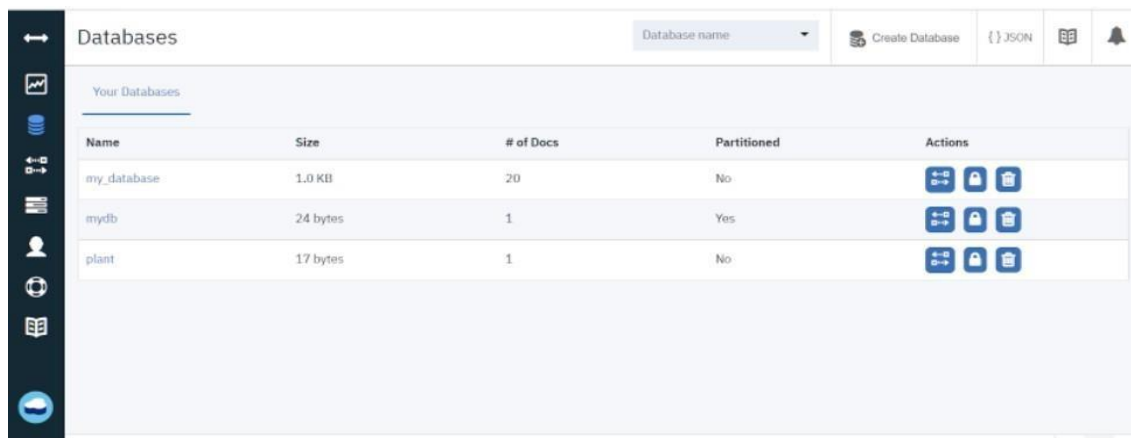 Databases Database name Create Database { } JSON
Your Databases
Name Size # of Docs Partitioned Actions
my_database 1.0 KB 20 No
mydb 24 bytes 1 Yes
plant 17 bytes 1 No